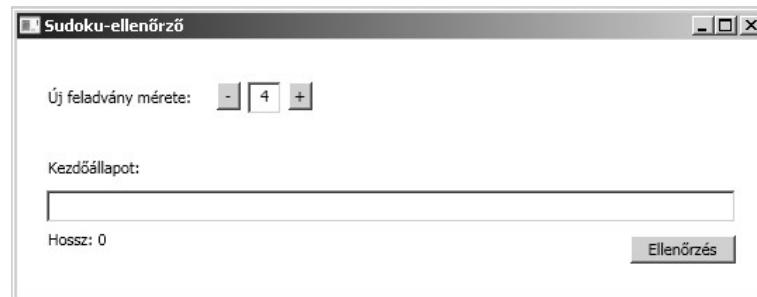 Sudoku-ellenőrző
Új feladvány mérete: - 4 +
Kezdőállapot:
Hossz: 0
Ellenőrzés